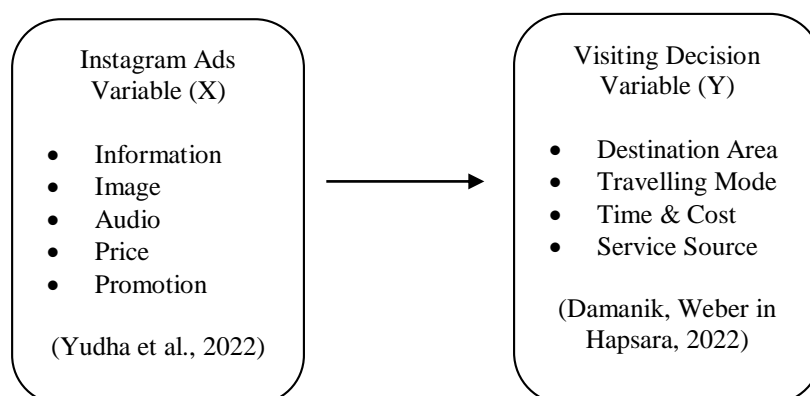 Instagram Ads
Variable (X)
• Information
• Image
• Audio
• Price
• Promotion
(Yudha et al., 2022)
Visiting Decision
Variable (Y)
• Destination Area
• Travelling Mode
• Time & Cost
• Service Source
(Damanik, Weber in
Hapsara, 2022)